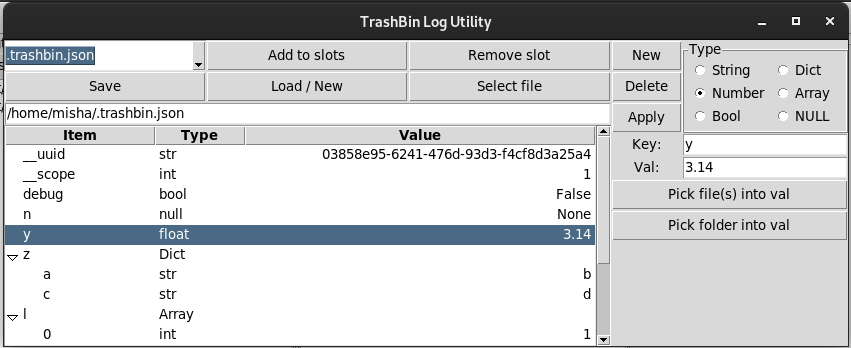 TrashBin Log Utility
.trashbin.json Add to slots Remove slot New Type
String Dict
Save Load / New Select file Delete Number Array
/home/misha/.trashbin.json Apply Bool NULL
Item Type Value Key: y
__uuid str 03858e95-6241-476d-93d3-f4cf8d3a25a4
__scope int 1 Val: 3.14
debug bool False Pick file(s) into val
n null None Pick folder into val
y float 3.14
z Dict
a str b
c str d
l Array
0 int 1